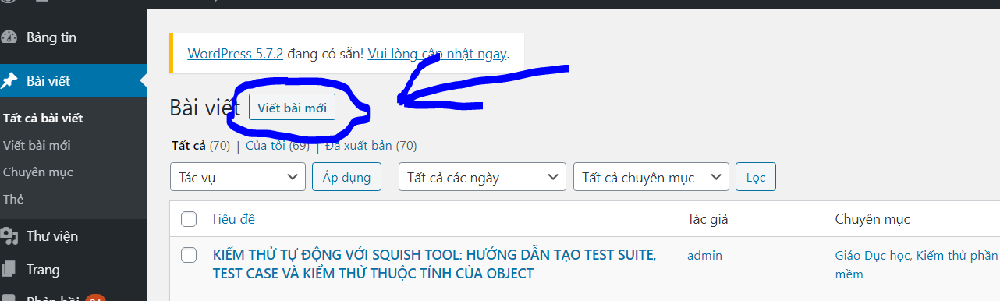 Bảng tin
Bài viết
Tất cả bài viết
Viết bài mới
Chuyên mục
Thẻ
Thư viện
Trang
Phản hồi
WordPress 5.7.2 đang có sẵn! Vui lòng cập nhật ngay.
Bài viết Viết bài mới
Tất cả (70) | Của tôi (69) | Đã xuất bản (70)
Tác vụ Áp dụng Tất cả các ngày Tất cả chuyên mục Lọc
Tiêu đề Tác giả Chuyên mục
KIỂM THỬ TỰ ĐỘNG VỚI SQUISH TOOL: HƯỚNG DẪN TẠO TEST SUITE, admin Giáo Dục học, Kiểm thử phần
TEST CASE VÀ KIỂM THỬ THUỘC TÍNH CỦA OBJECT mềm